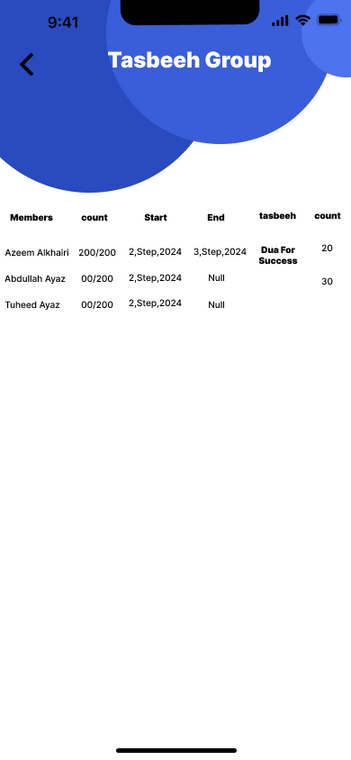 9:41
Tasbeeh Group
Members count Start End tasbeeh count
Azeem Alkhairi 200/200 2,Step,2024 3,Step,2024 Dua For Success 20
Abdullah Ayaz 00/200 2,Step,2024 Null 30
Tuheed Ayaz 00/200 2,Step,2024 Null